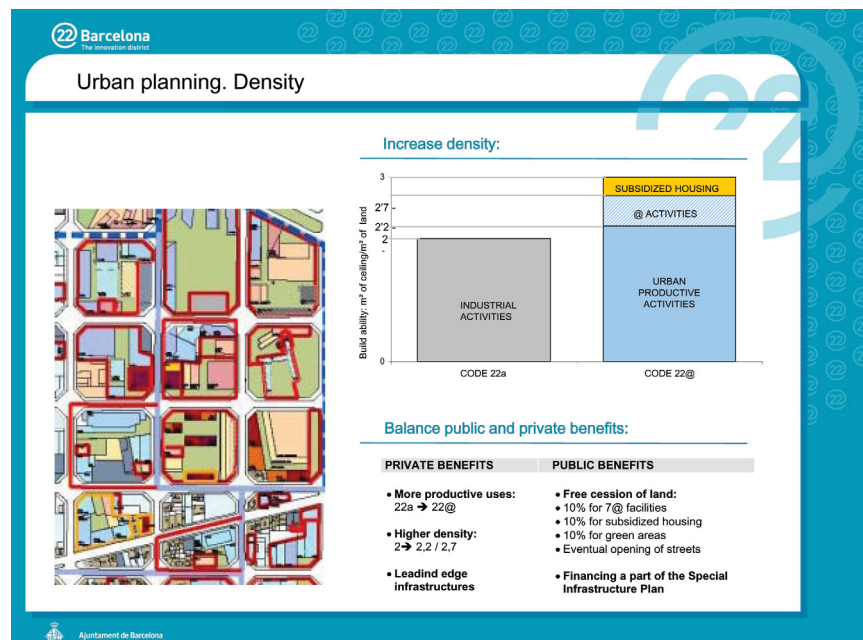 22 Barcelona
The innovation district
Urban planning. Density
Increase density:
Build ability: m² of ceiling/m² of land
3
2'7
2'2
2
0
SUBSIDIZED HOUSING
@ ACTIVITIES
INDUSTRIAL
ACTIVITIES
URBAN
PRODUCTIVE
ACTIVITIES
CODE 22a
CODE 22@
Balance public and private benefits:
PRIVATE BENEFITS
PUBLIC BENEFITS
• More productive uses:
22a ➔ 22@
• Higher density:
2➔ 2,2 / 2,7
• Leadind edge
infrastructures
• Free cession of land:
• 10% for 7@ facilities
• 10% for subsidized housing
• 10% for green areas
• Eventual opening of streets
• Financing a part of the Special
Infrastructure Plan
Ajuntament de Barcelona